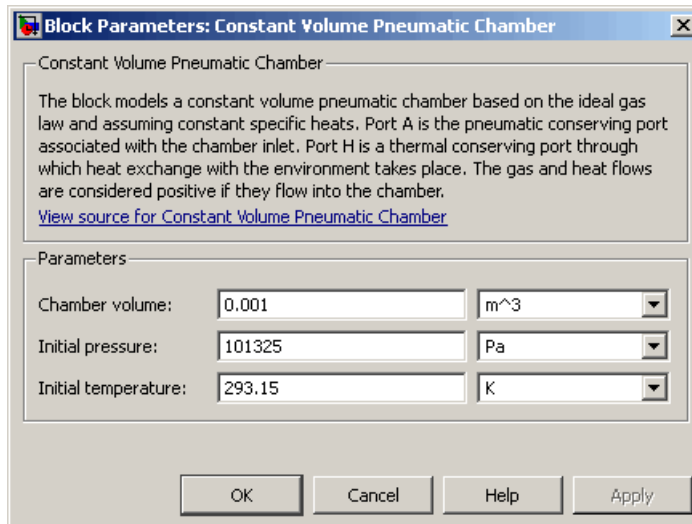 Block Parameters: Constant Volume Pneumatic Chamber
Constant Volume Pneumatic Chamber
The block models a constant volume pneumatic chamber based on the ideal gas
law and assuming constant specific heats. Port A is the pneumatic conserving port
associated with the chamber inlet. Port H is a thermal conserving port through
which heat exchange with the environment takes place. The gas and heat flows
are considered positive if they flow into the chamber.
View source for Constant Volume Pneumatic Chamber
Parameters
Chamber volume: 0.001 m^3
Initial pressure: 101325 Pa
Initial temperature: 293.15 K
OK Cancel Help Apply